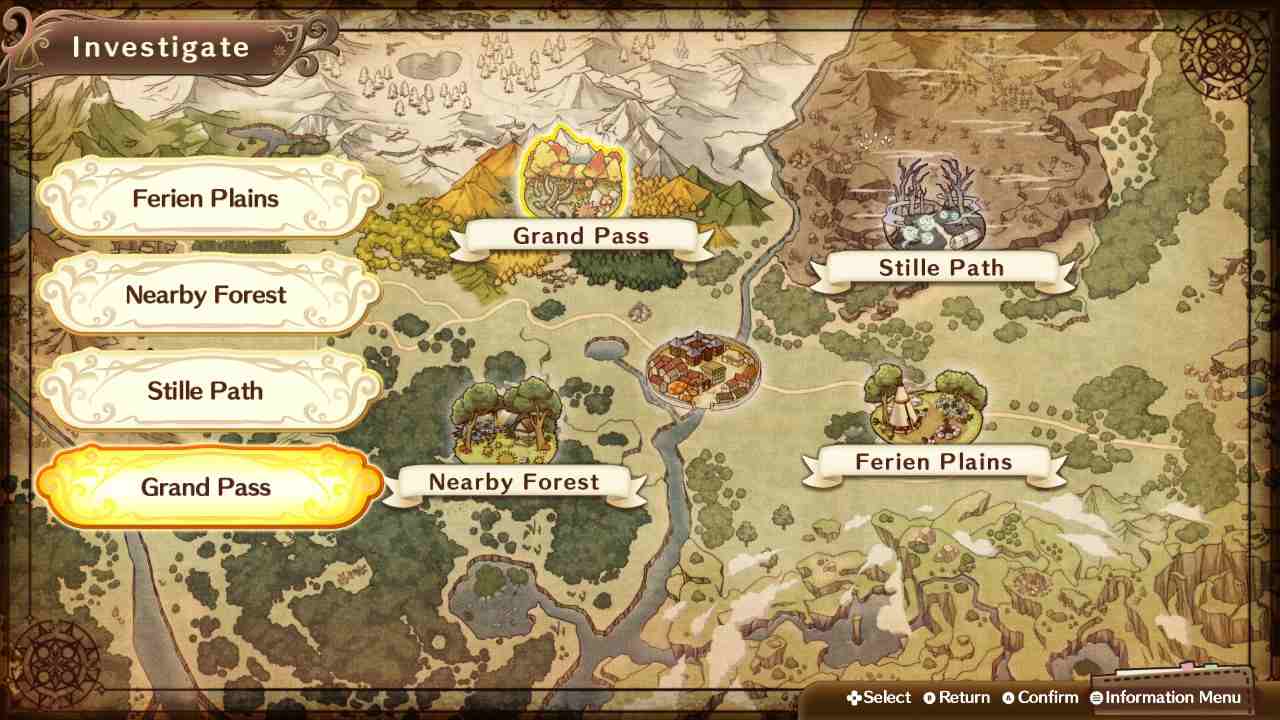 Investigate
Ferien Plains
Nearby Forest
Stille Path
Grand Pass
Grand Pass
Stille Path
Nearby Forest
Ferien Plains
Select Return Confirm Information Menu